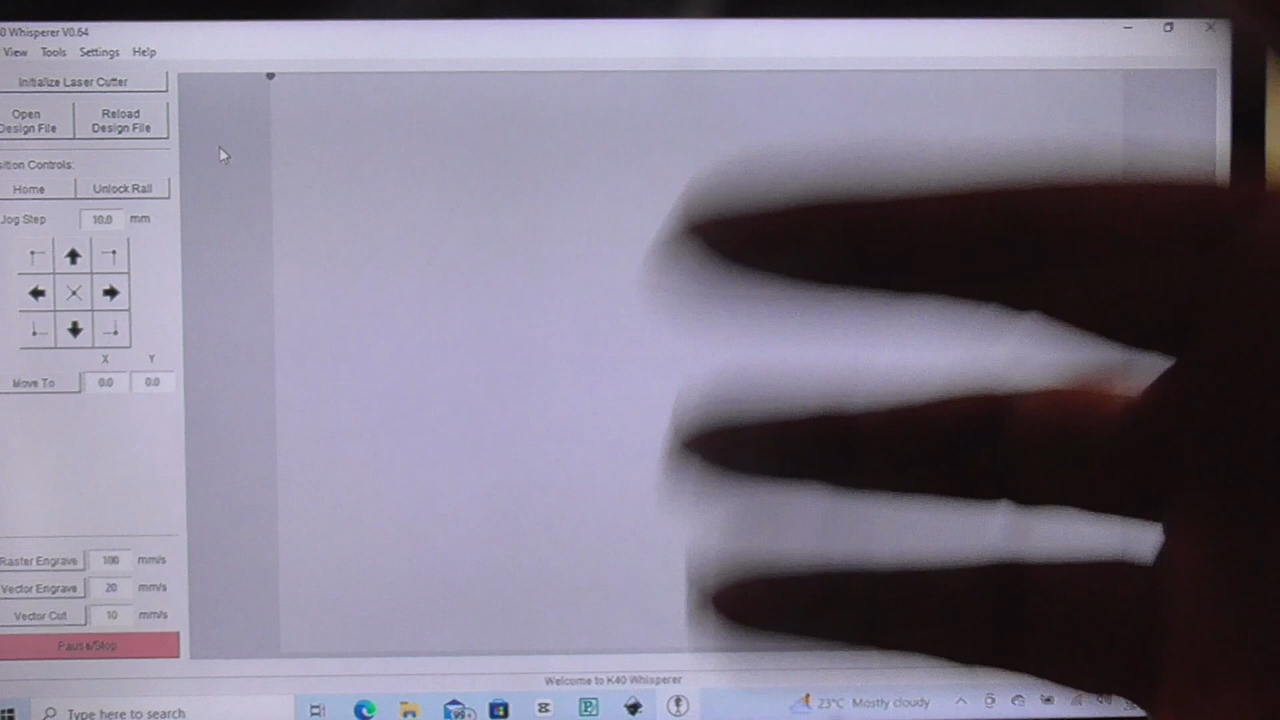 0 Whisperer V0.64
View Tools Settings Help
Initialize Laser Cutter
Open Design File
Reload Design File
sition Controls:
Home Unlock Rail
Jog Step 10.0 mm
X Y
Move To 0.0 0.0
Raster Engrave 100 mm/s
Vector Engrave 20 mm/s
Vector Cut 10 mm/s
Pause/Stop
Welcome to K40 Whisperer
Type here to search
99+
23°C Mostly cloudy